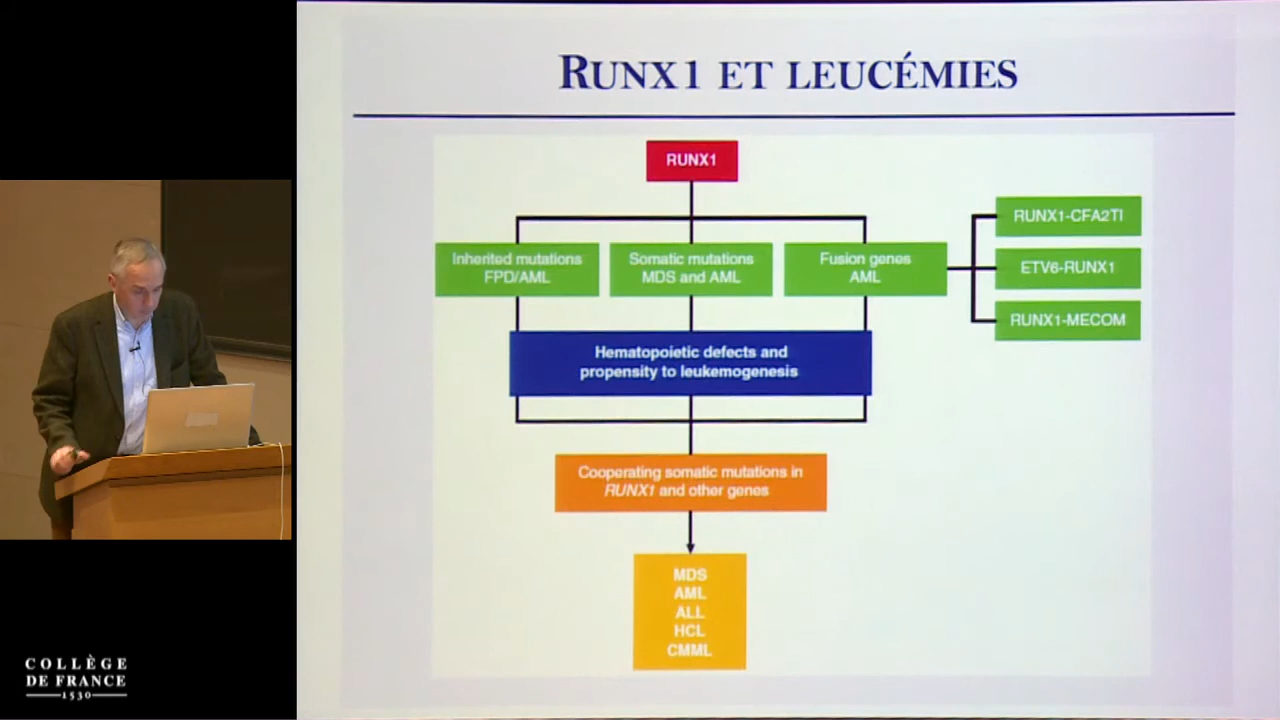 RUNX1 ET LEUCÉMIES
RUNX1
Inherited mutations
FPD/AML
Somatic mutations
MDS and AML
Fusion genes
AML
RUNX1-CFA2TI
ETV6-RUNX1
RUNX1-MECOM
Hematopoietic defects and
propensity to leukemogenesis
Cooperating somatic mutations in
RUNX1 and other genes
MDS
AML
ALL
HCL
CMML
COLLÈGE
DE FRANCE
1530